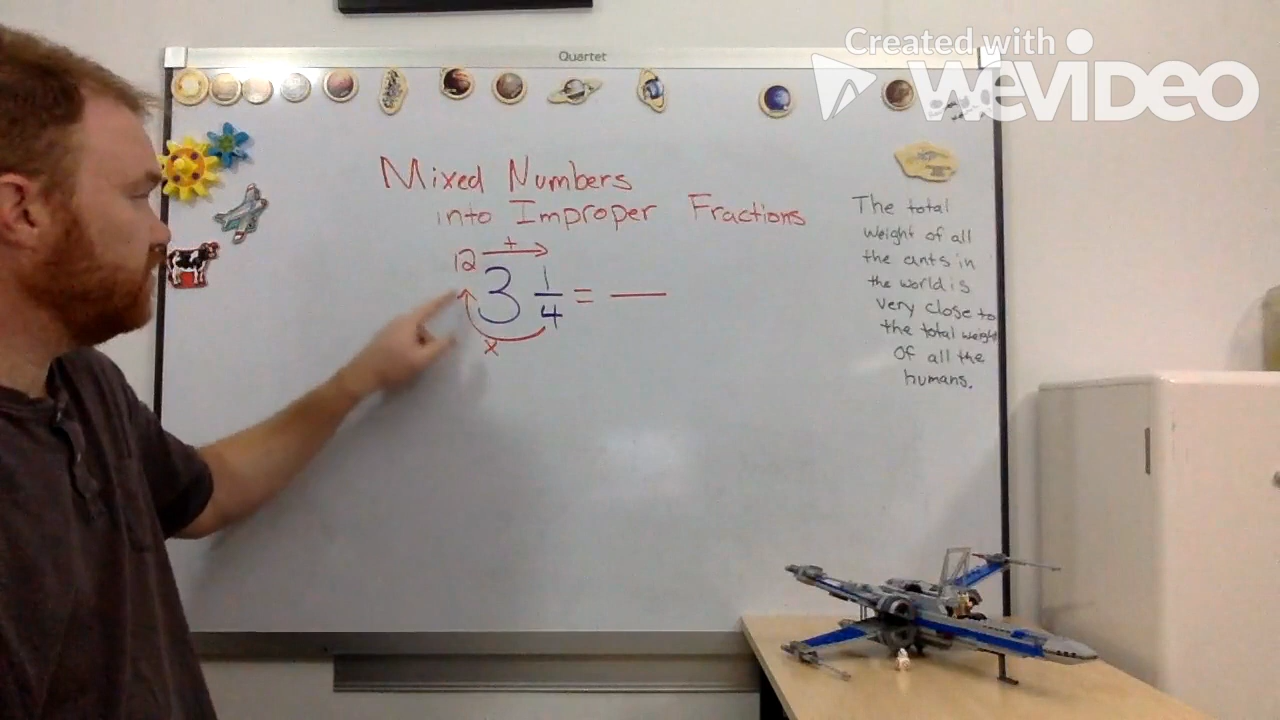 Created with
WEVIDEO
Quartet
Mixed Numbers
into Improper Fractions
12 + 
3 1/4 = ___
x
The total
weight of all
the ants in
the world is
very close to
the total weight
of all the
humans.